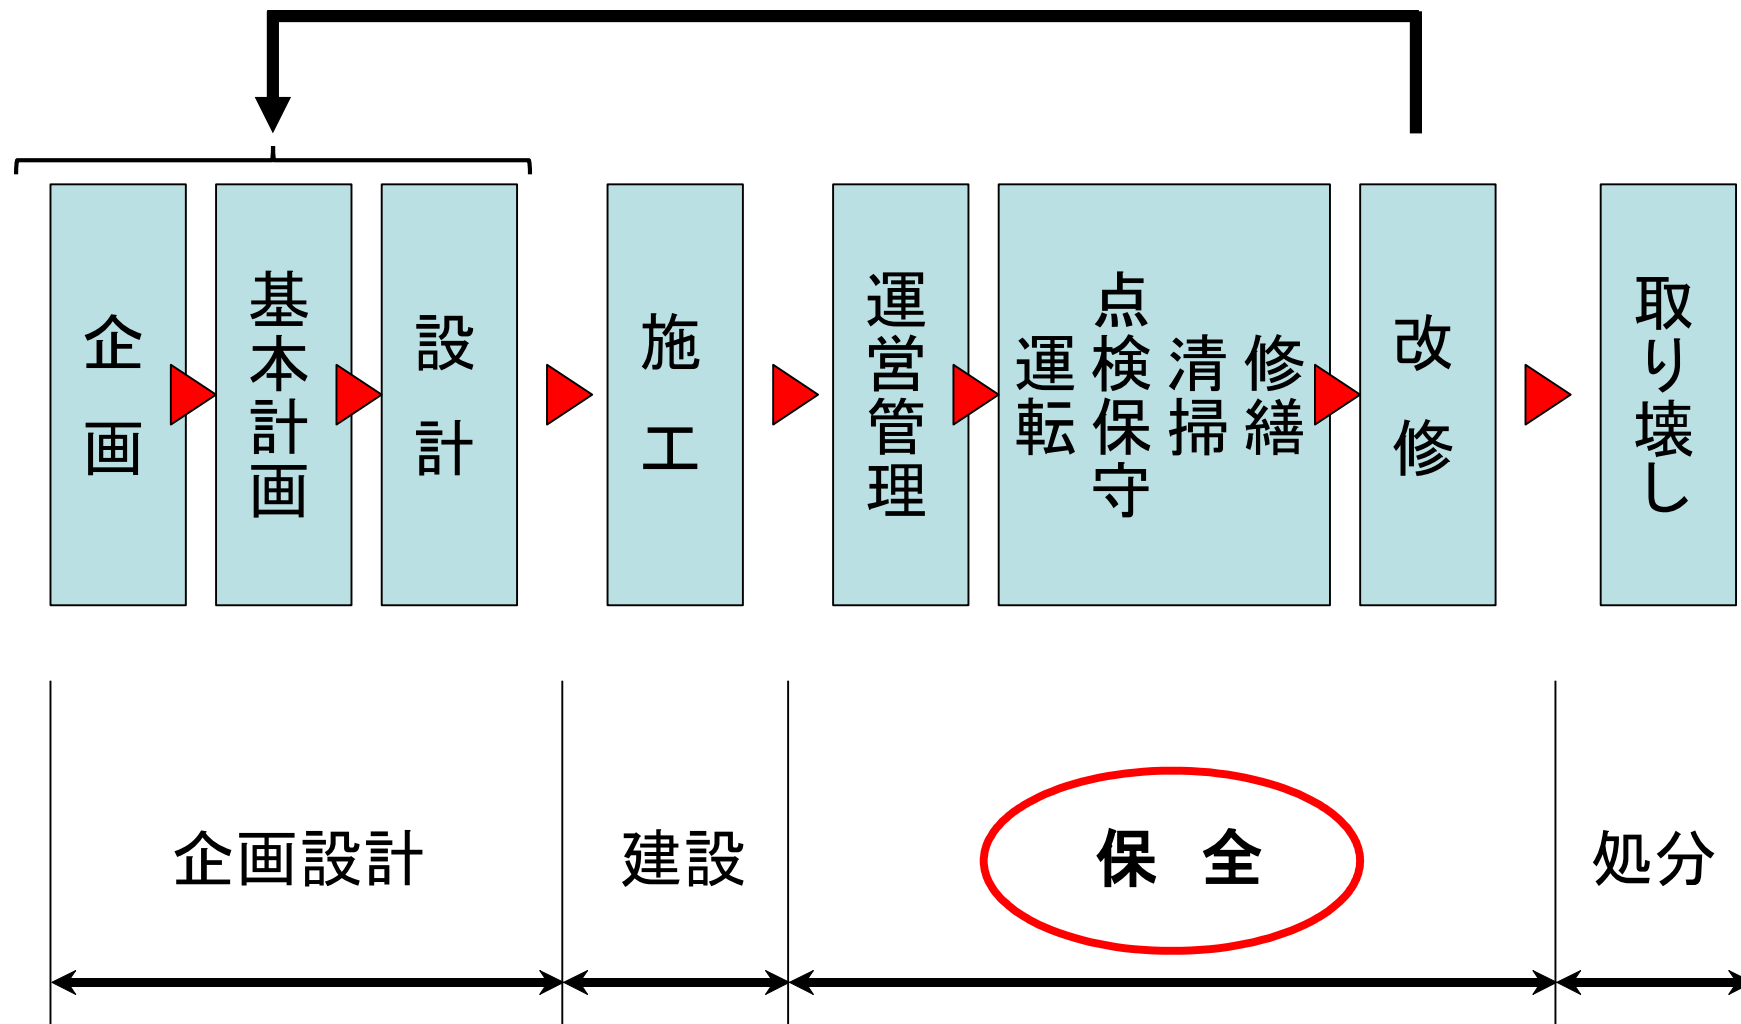 企画
基本計画
設計
施工
運営管理
運転
点検保守
清掃
修繕
改修
取り壊し
企画設計
建設
保全
処分